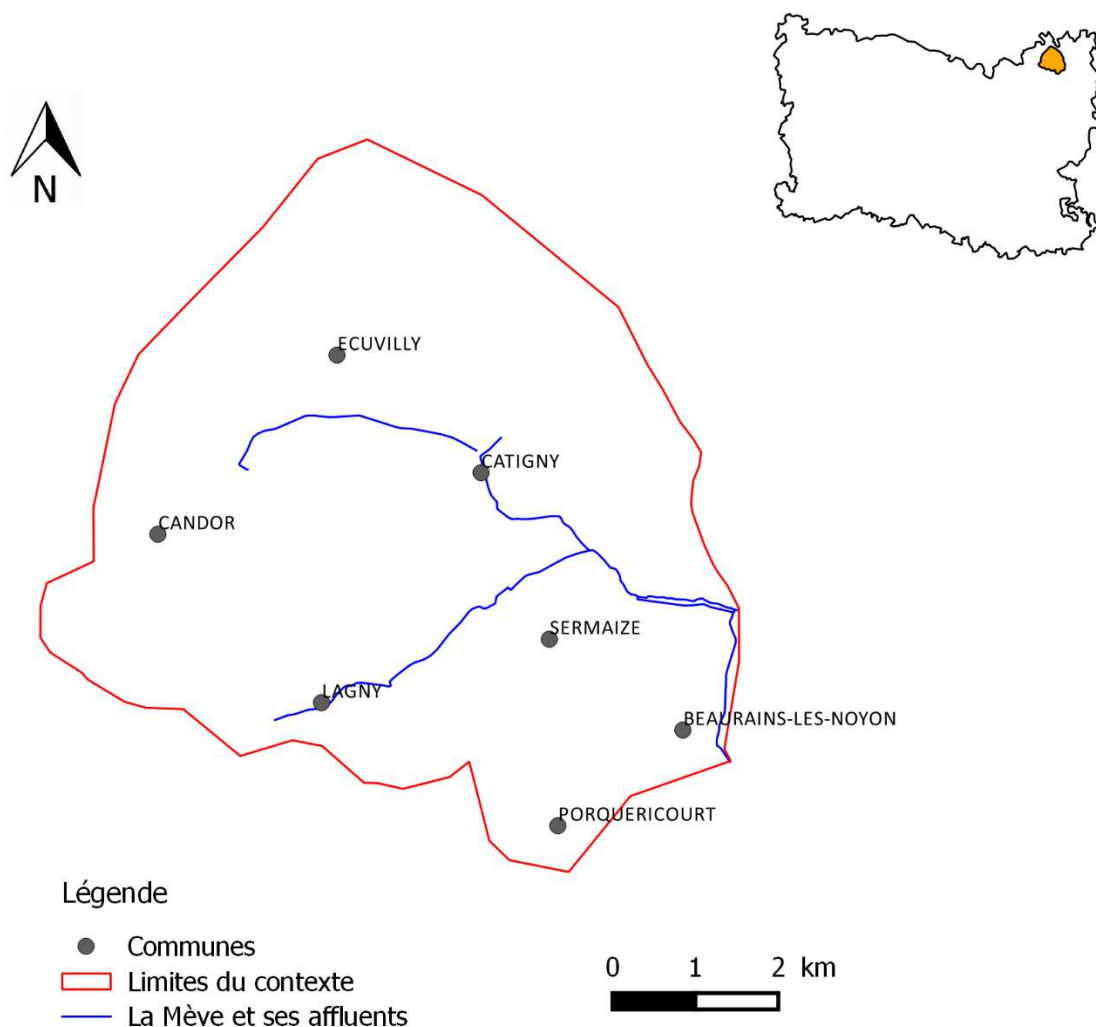 N
ECUVILLY
CATIGNY
CANDOR
SERMAIZE
LAGNY
BEAURAINS-LES-NOYON
PORQUERICOURT
Légende
Communes
Limites du contexte
La Mève et ses affluents
0 1 2 km